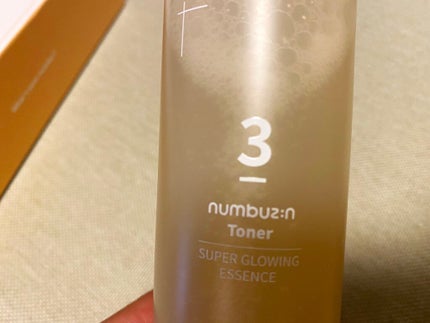 3
numbuz:n
Toner
SUPER GLOWING
ESSENCE